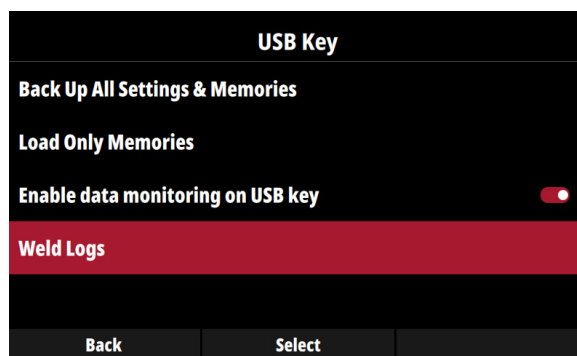 USB Key
Back Up All Settings & Memories
Load Only Memories
Enable data monitoring on USB key
Weld Logs
Back Select